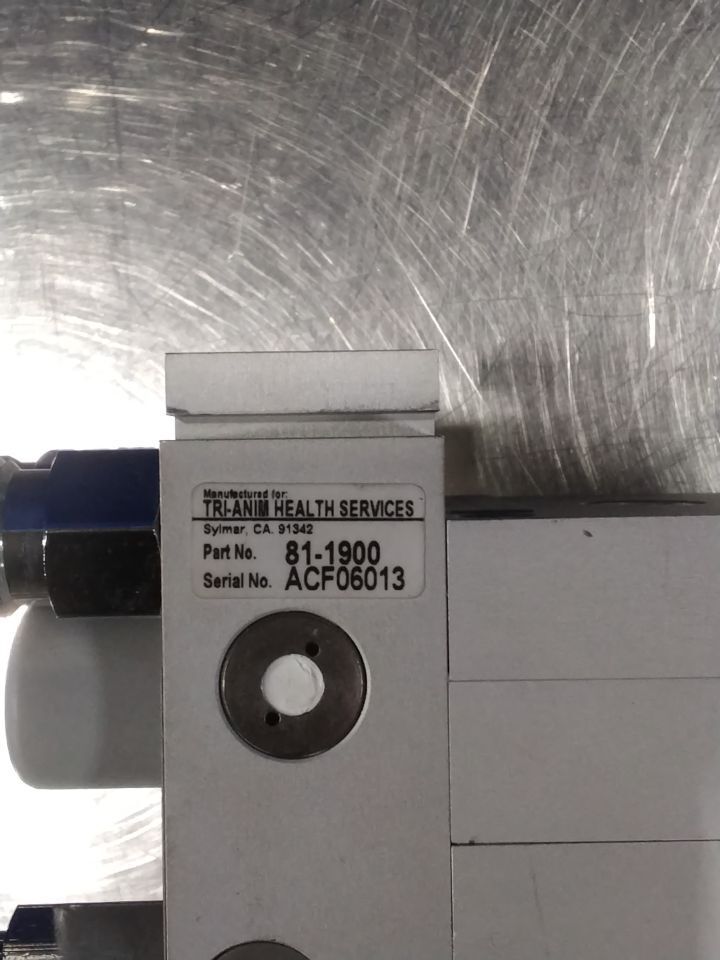 Manufactured for:
TRI-ANIM HEALTH SERVICES
Sylmar, CA. 91342
Part No. 81-1900
Serial No. ACF06013